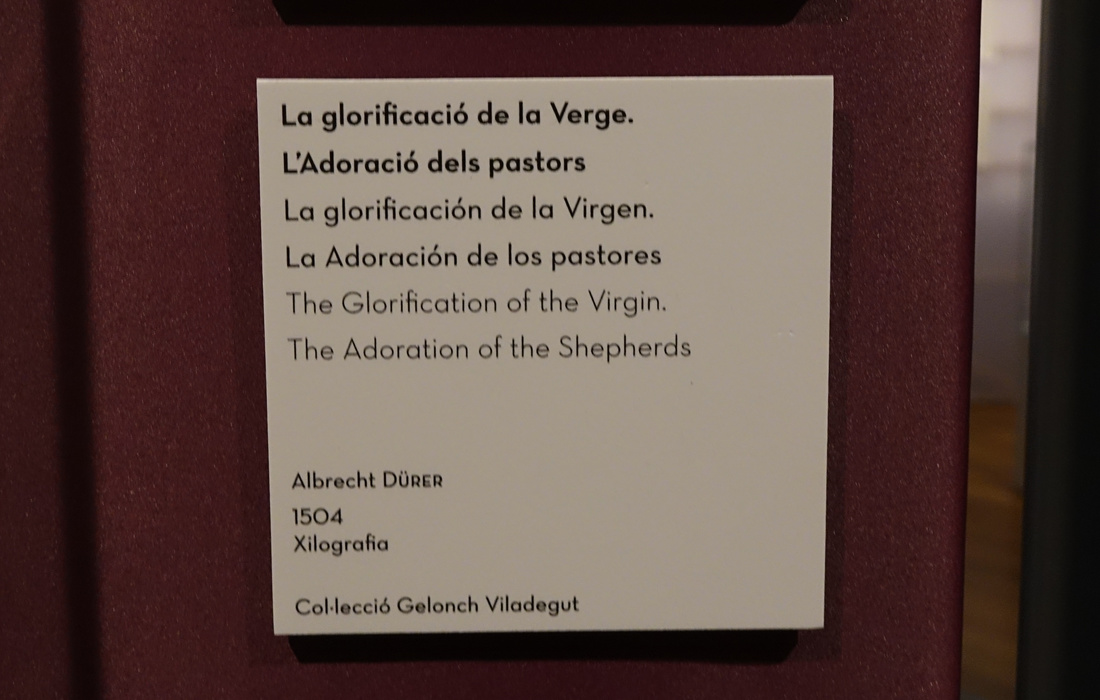 La glorificació de la Verge.
L'Adoració dels pastors
La glorificación de la Virgen.
La Adoración de los pastores
The Glorification of the Virgin.
The Adoration of the Shepherds
Albrecht DÜRER
1504
Xilografia
Col·lecció Gelonch Viladegut